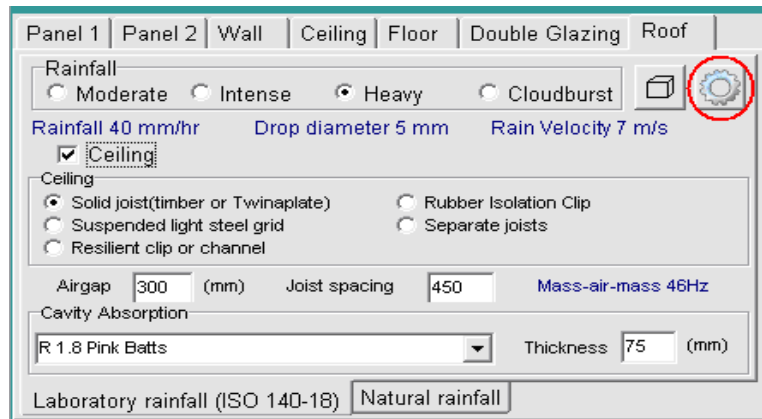 Panel 1 Panel 2 Wall Ceiling Floor Double Glazing Roof
Rainfall
Moderate Intense Heavy Cloudburst
Rainfall 40 mm/hr Drop diameter 5 mm Rain Velocity 7 m/s
Ceiling
Ceiling
Solid joist(timber or Twinaplate) Rubber Isolation Clip
Suspended light steel grid Separate joists
Resilient clip or channel
Airgap 300 (mm) Joist spacing 450 Mass-air-mass 46Hz
Cavity Absorption
R 1.8 Pink Batts Thickness 75 (mm)
Laboratory rainfall (ISO 140-18) Natural rainfall